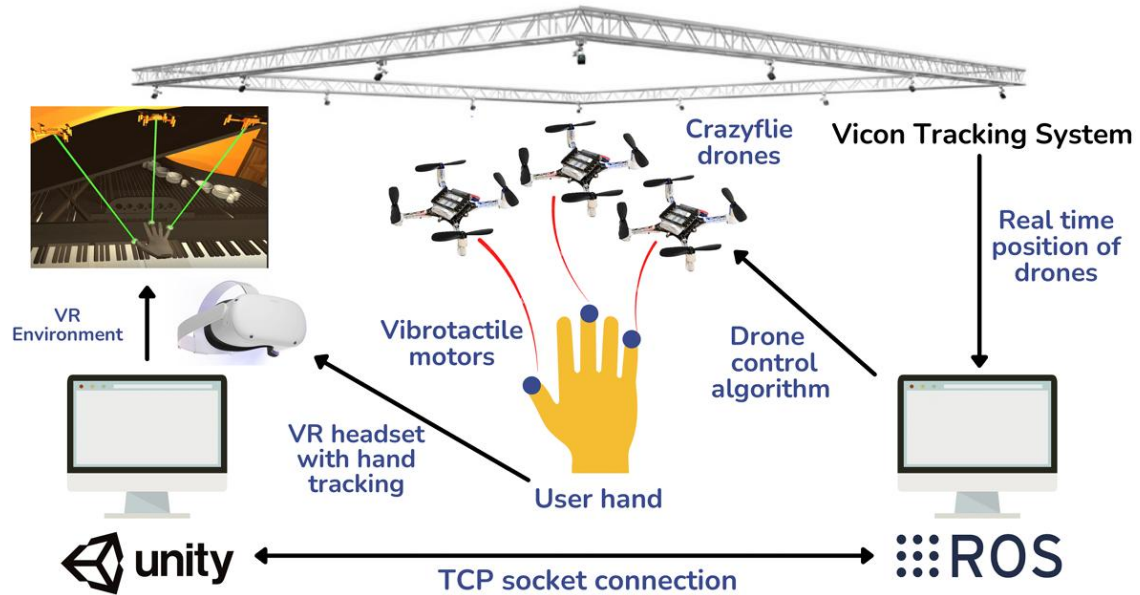 Crazyflie
drones
Vicon Tracking System
Real time
position of
drones
VR
Environment
Vibrotactile
motors
Drone
control
algorithm
VR headset
with hand
tracking
User hand
unity
TCP socket connection
ROS